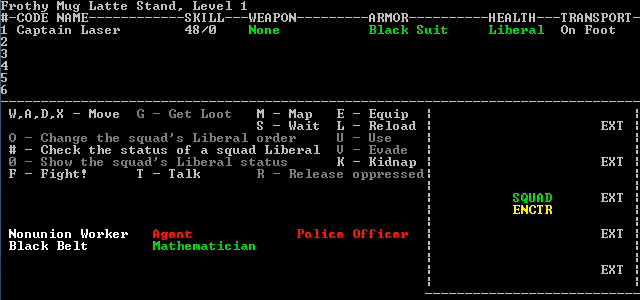 Frothy Mug Latte Stand, Level 1
#-CODE NAME------------SKILL---WEAPON---------ARMOR----------HEALTH---TRANSPORT-
1 Captain Laser 48/0 None Black Suit Liberal On Foot
2
3
4
5
6
W,A,D,X - Move G - Get Loot M - Map E - Equip
S - Wait L - Reload EXT
O - Change the squad's Liberal order U - Use
# - Check the status of a squad Liberal V - Evade
0 - Show the squad's Liberal status K - Kidnap EXT
F - Fight! T - Talk R - Release oppressed
SQUAD EXT
ENCTR
Nonunion Worker Agent Police Officer EXT
Black Belt Mathematician
EXT